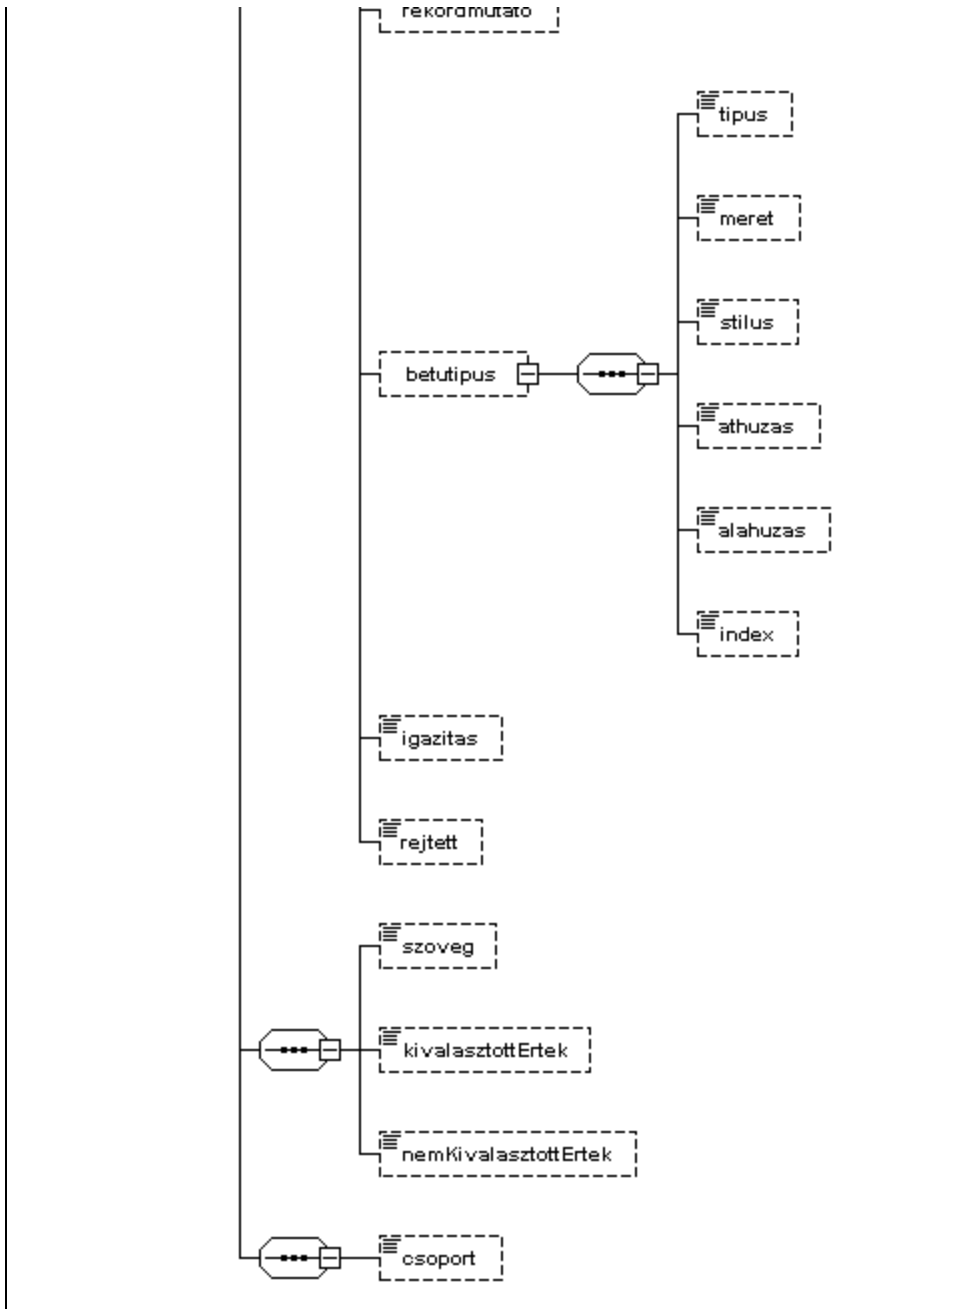 rekordmutato
tipus
meret
stilus
betutipus
athuzas
alahuzas
index
igazitas
rejtett
szoveg
kivalasztottErtek
nemKivalasztottErtek
csoport